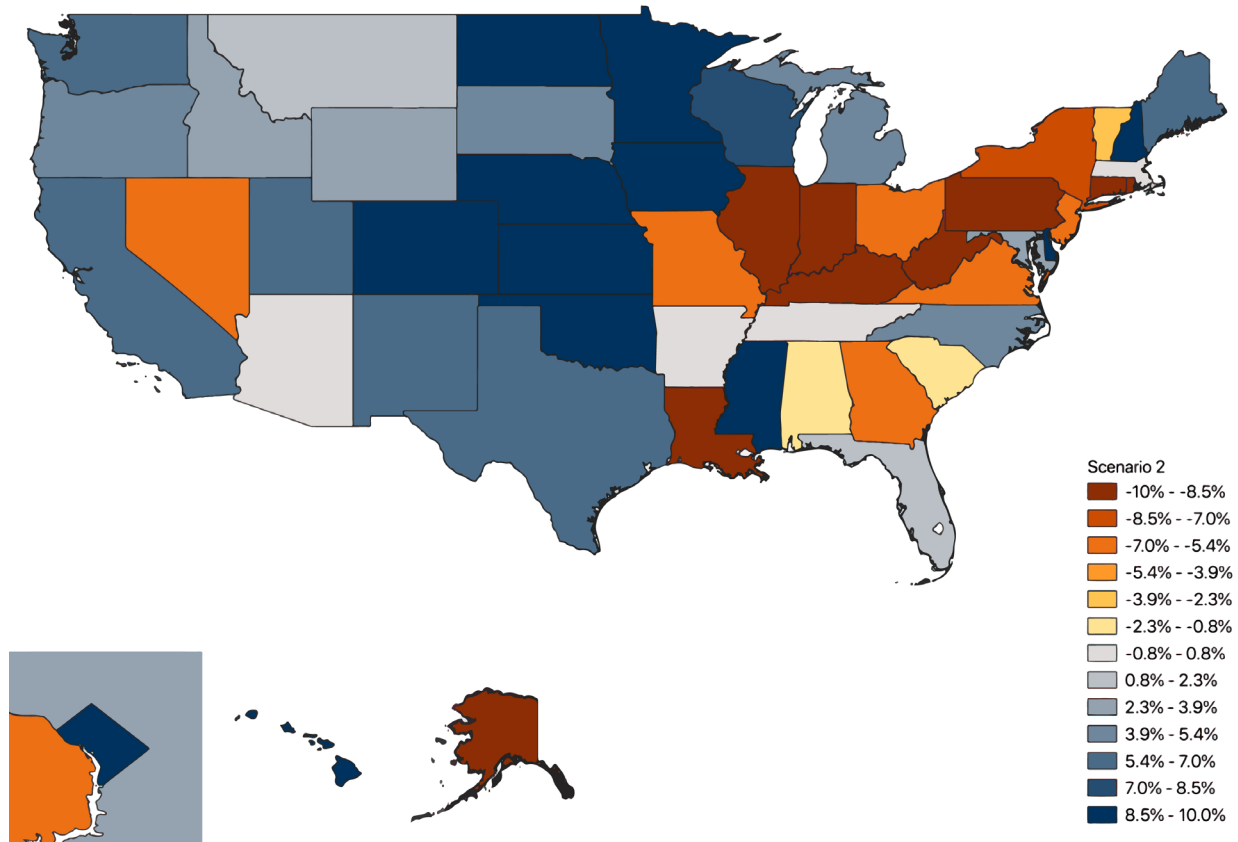 Scenario 2
-10% - -8.5%
-8.5% - -7.0%
-7.0% - -5.4%
-5.4% - -3.9%
-3.9% - -2.3%
-2.3% - -0.8%
-0.8% - 0.8%
0.8% - 2.3%
2.3% - 3.9%
3.9% - 5.4%
5.4% - 7.0%
7.0% - 8.5%
8.5% - 10.0%